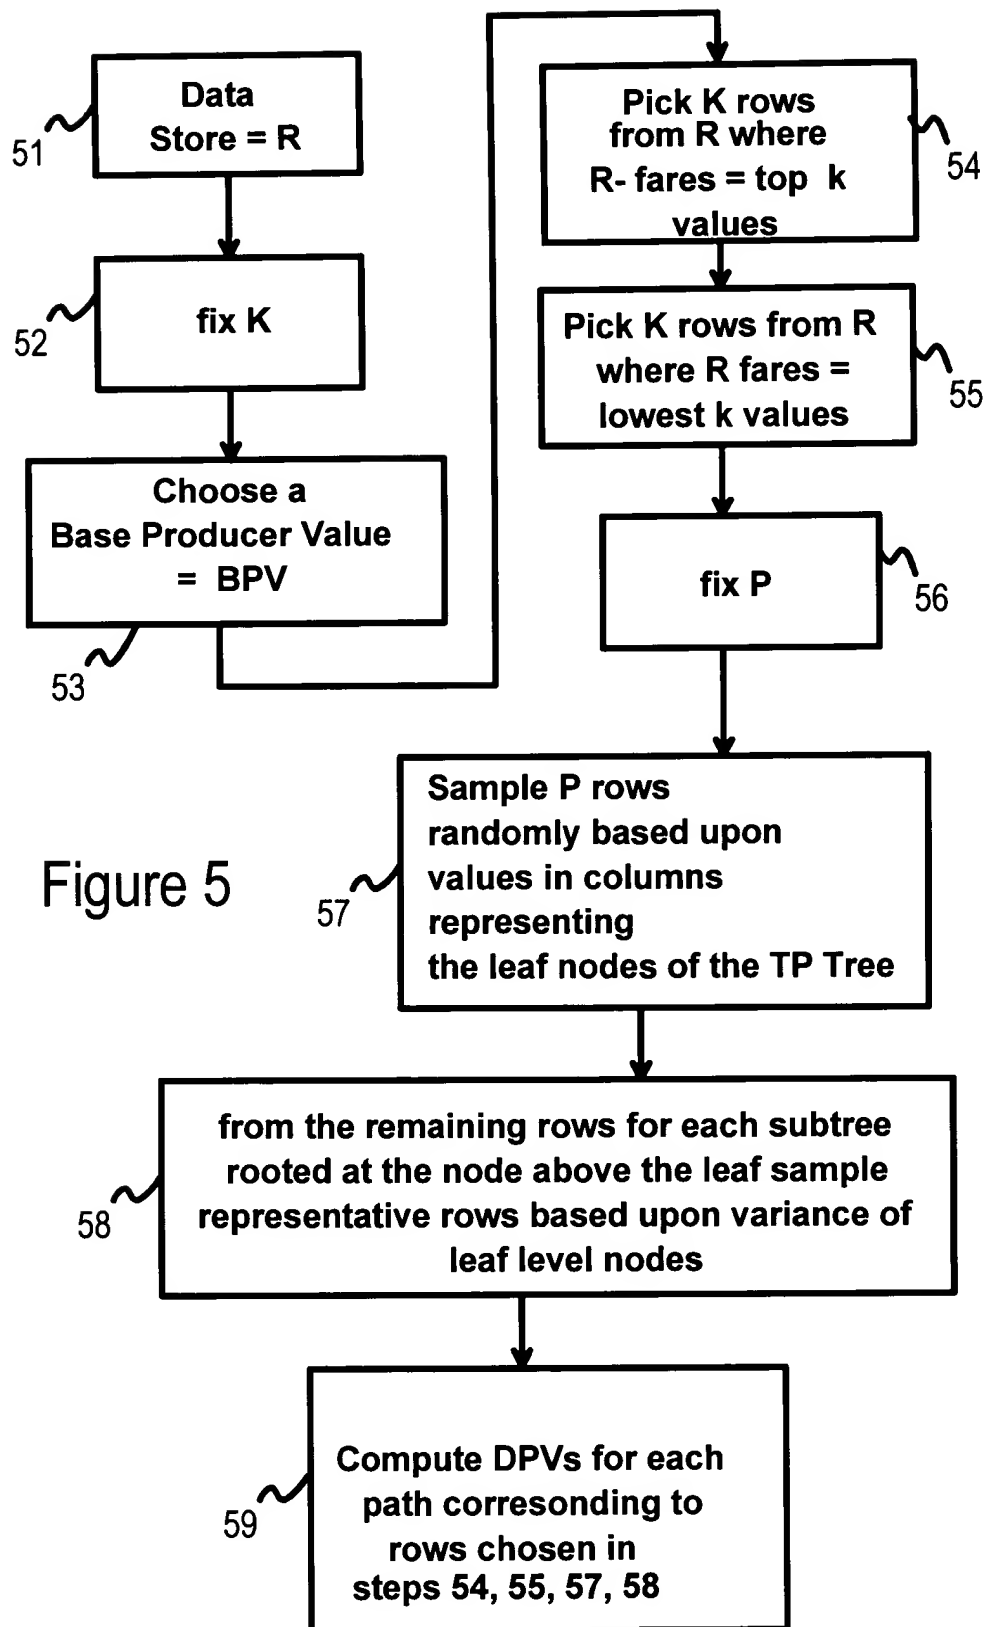 Data
Store = R
51
fix K
52
Choose a
Base Producer Value
= BPV
53
Pick K rows
from R where
R- fares = top k
values
54
Pick K rows from R
where R fares =
lowest k values
55
fix P
56
Sample P rows
randomly based upon
values in columns
representing
the leaf nodes of the TP Tree
57
Figure 5
from the remaining rows for each subtree
rooted at the node above the leaf sample
representative rows based upon variance of
leaf level nodes
58
Compute DPVs for each
path corresonding to
rows chosen in
steps 54, 55, 57, 58
59